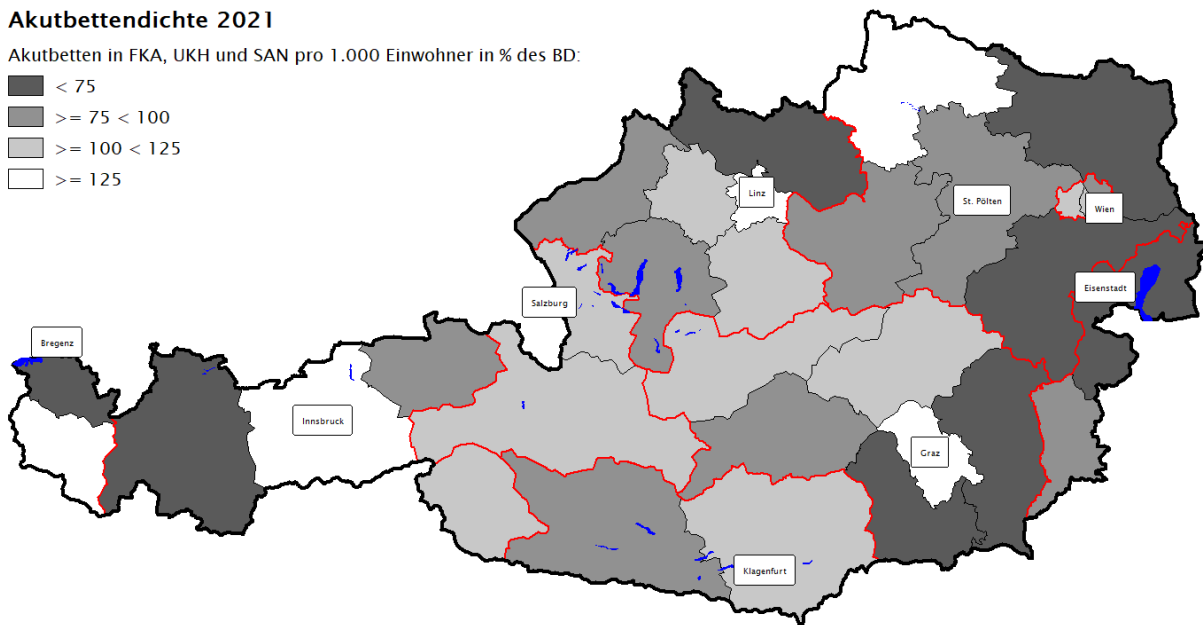 Akutbettendichte 2021
Akutbetten in FKA, UKH und SAN pro 1.000 Einwohner in % des BD:
< 75
>= 75 < 100
>= 100 < 125
>= 125
Linz
St. Pölten
Wien
Eisenstadt
Salzburg
Bregenz
Innsbruck
Graz
Klagenfurt